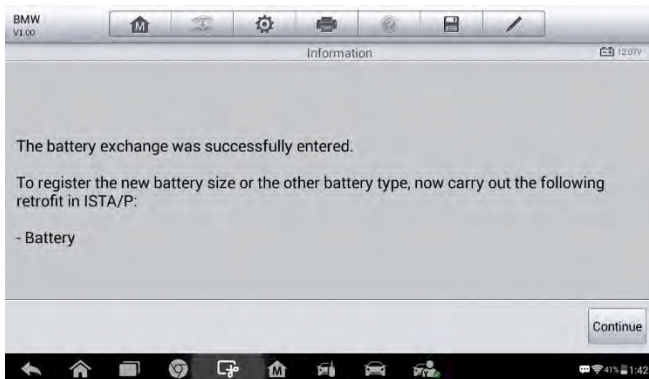 BMW
V1.00
M
Information
12.07V
The battery exchange was successfully entered.
To register the new battery size or the other battery type, now carry out the following
retrofit in ISTA/P:
- Battery
Continue
M
41% 1:42